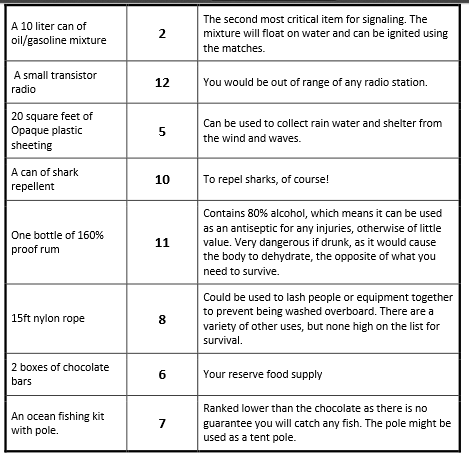 A 10 liter can of
oil/gasoline mixture
2
The second most critical item for signaling. The
mixture will float on water and can be ignited using
the matches.
A small transistor
radio
12
You would be out of range of any radio station.
20 square feet of
Opaque plastic
sheeting
5
Can be used to collect rain water and shelter from
the wind and waves.
A can of shark
repellent
10
To repel sharks, of course!
One bottle of 160%
proof rum
11
Contains 80% alcohol, which means it can be used
as an antiseptic for any injuries, otherwise of little
value. Very dangerous if drunk, as it would cause
the body to dehydrate, the opposite of what you
need to survive.
15ft nylon rope
8
Could be used to lash people or equipment together
to prevent being washed overboard. There are a
variety of other uses, but none high on the list for
survival.
2 boxes of chocolate
bars
6
Your reserve food supply
An ocean fishing kit
with pole.
7
Ranked lower than the chocolate as there is no
guarantee you will catch any fish. The pole might be
used as a tent pole.